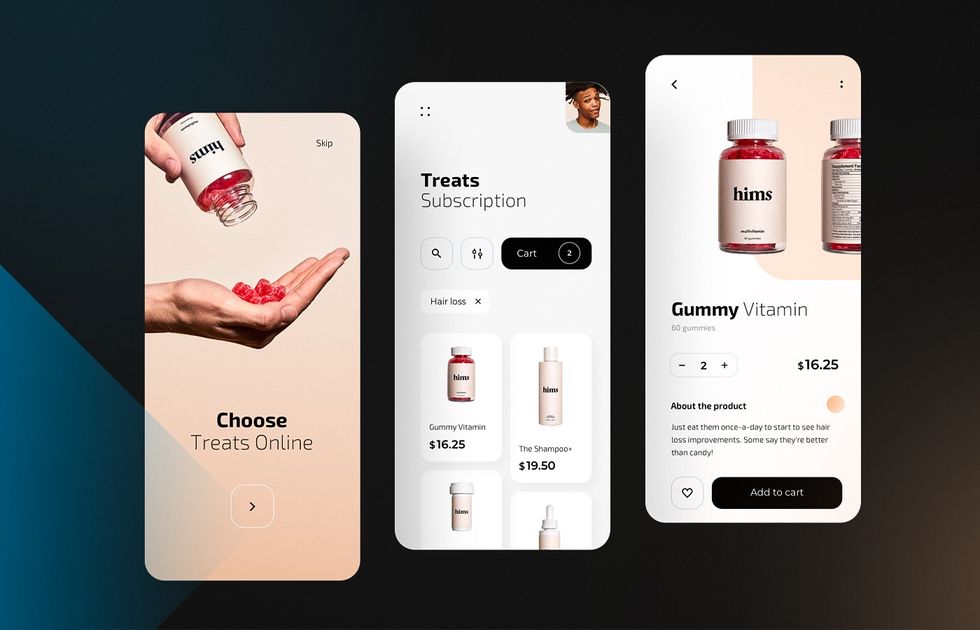 hims
Skip
Choose
Treats Online
Treats
Subscription
Cart
2
Hair loss
hims
Gummy Vitamin
$16.25
hims
The Shampoo+
$19.50
hims
hims
multivitamin
60 gummies
Supplement Facts
Gummy Vitamin
60 gummies
2
$16.25
About the product
Just eat them once-a-day to start to see hair
loss improvements. Some say they're better
than candy!
Add to cart